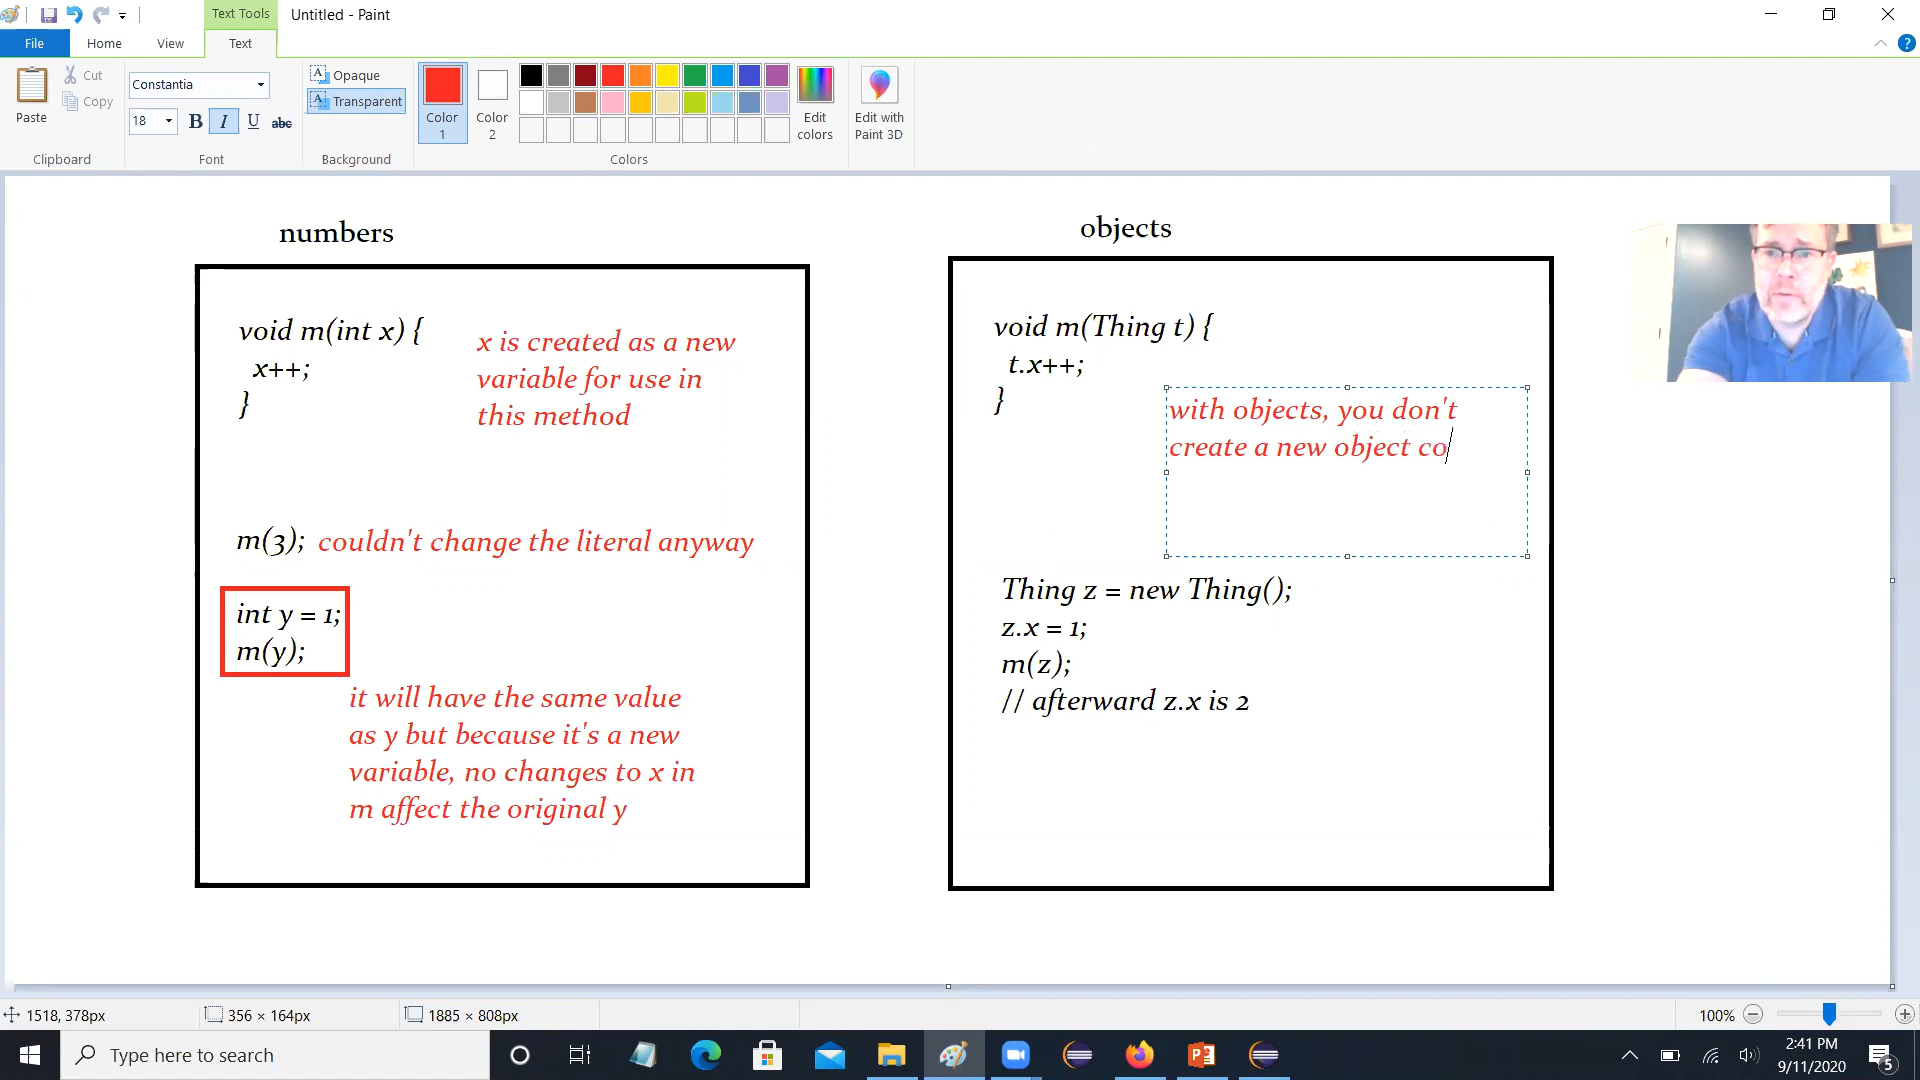 Text Tools
Untitled - Paint
File
Home
View
Text
Paste
Cut
Copy
Clipboard
Constantia
18
B I U abc
Font
Opaque
Transparent
Background
Color 1
Color 2
Edit colors
Colors
Edit with Paint 3D
numbers
void m(int x) {
x++;
}
x is created as a new
variable for use in
this method
m(3);
couldn't change the literal anyway
int y = 1;
m(y);
it will have the same value
as y but because it's a new
variable, no changes to x in
m affect the original y
objects
void m(Thing t) {
t.x++;
}
with objects, you don't
create a new object co
Thing z = new Thing();
z.x = 1;
m(z);
// afterward z.x is 2
1518, 378px
356 × 164px
1885 × 808px
100%
Type here to search
2:41 PM
9/11/2020
5